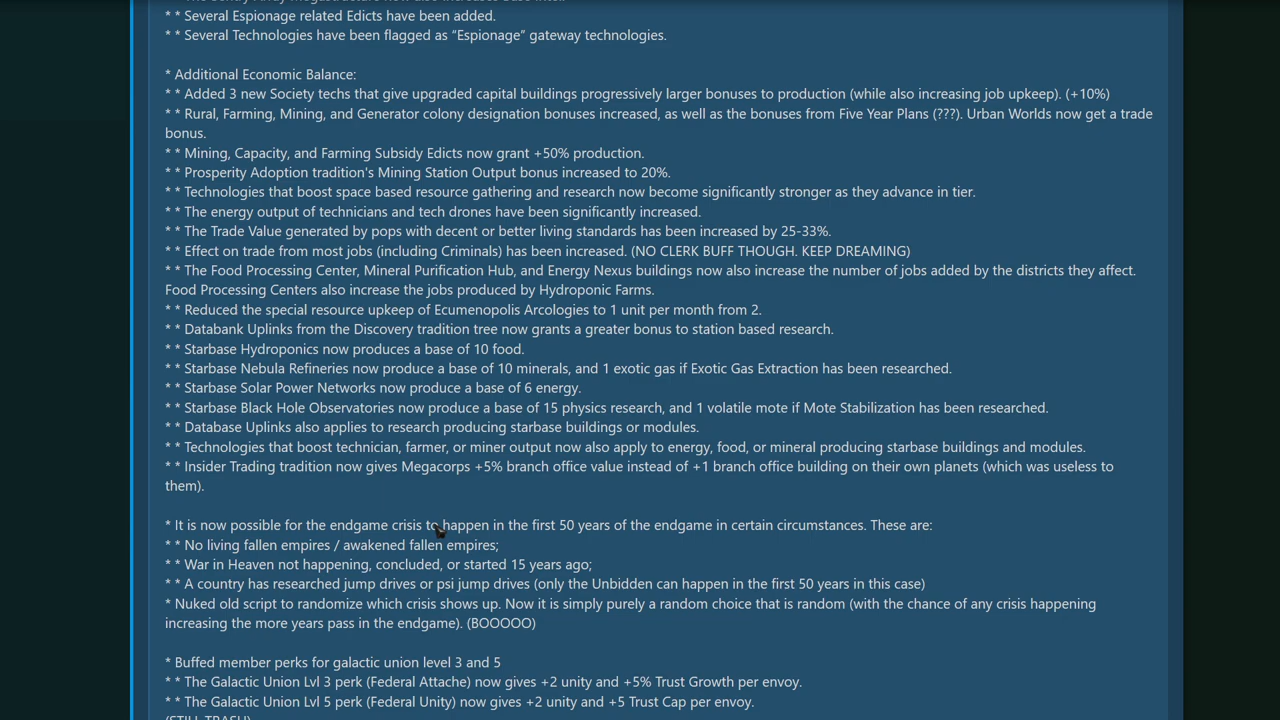 * * Several Espionage related Edicts have been added.
* * Several Technologies have been flagged as “Espionage” gateway technologies.
* Additional Economic Balance:
* * Added 3 new Society techs that give upgraded capital buildings progressively larger bonuses to production (while also increasing job upkeep). (+10%)
* * Rural, Farming, Mining, and Generator colony designation bonuses increased, as well as the bonuses from Five Year Plans (???). Urban Worlds now get a trade
bonus.
* * Mining, Capacity, and Farming Subsidy Edicts now grant +50% production.
* * Prosperity Adoption tradition's Mining Station Output bonus increased to 20%.
* * Technologies that boost space based resource gathering and research now become significantly stronger as they advance in tier.
* * The energy output of technicians and tech drones have been significantly increased.
* * The Trade Value generated by pops with decent or better living standards has been increased by 25-33%.
* * Effect on trade from most jobs (including Criminals) has been increased. (NO CLERK BUFF THOUGH. KEEP DREAMING)
* * The Food Processing Center, Mineral Purification Hub, and Energy Nexus buildings now also increase the number of jobs added by the districts they affect.
Food Processing Centers also increase the jobs produced by Hydroponic Farms.
* * Reduced the special resource upkeep of Ecumenopolis Arcologies to 1 unit per month from 2.
* * Databank Uplinks from the Discovery tradition tree now grants a greater bonus to station based research.
* * Starbase Hydroponics now produces a base of 10 food.
* * Starbase Nebula Refineries now produce a base of 10 minerals, and 1 exotic gas if Exotic Gas Extraction has been researched.
* * Starbase Solar Power Networks now produce a base of 6 energy.
* * Starbase Black Hole Observatories now produce a base of 15 physics research, and 1 volatile mote if Mote Stabilization has been researched.
* * Database Uplinks also applies to research producing starbase buildings or modules.
* * Technologies that boost technician, farmer, or miner output now also apply to energy, food, or mineral producing starbase buildings and modules.
* * Insider Trading tradition now gives Megacorps +5% branch office value instead of +1 branch office building on their own planets (which was useless to
them).
* It is now possible for the endgame crisis to happen in the first 50 years of the endgame in certain circumstances. These are:
* * No living fallen empires / awakened fallen empires;
* * War in Heaven not happening, concluded, or started 15 years ago;
* * A country has researched jump drives or psi jump drives (only the Unbidden can happen in the first 50 years in this case)
* Nuked old script to randomize which crisis shows up. Now it is simply purely a random choice that is random (with the chance of any crisis happening
increasing the more years pass in the endgame). (BOOOOO)
* Buffed member perks for galactic union level 3 and 5
* * The Galactic Union Lvl 3 perk (Federal Attache) now gives +2 unity and +5% Trust Growth per envoy.
* * The Galactic Union Lvl 5 perk (Federal Unity) now gives +2 unity and +5 Trust Cap per envoy.